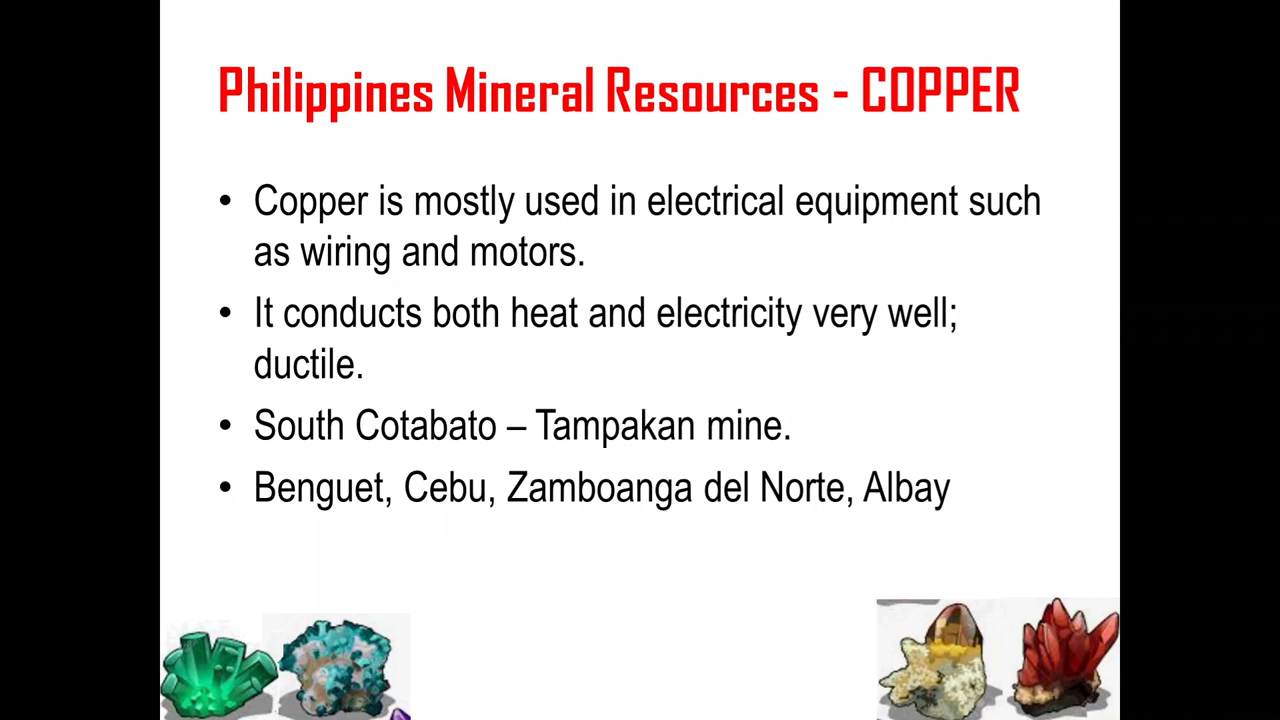 Philippines Mineral Resources - COPPER
• Copper is mostly used in electrical equipment such
as wiring and motors.
• It conducts both heat and electricity very well;
ductile.
• South Cotabato – Tampakan mine.
• Benguet, Cebu, Zamboanga del Norte, Albay